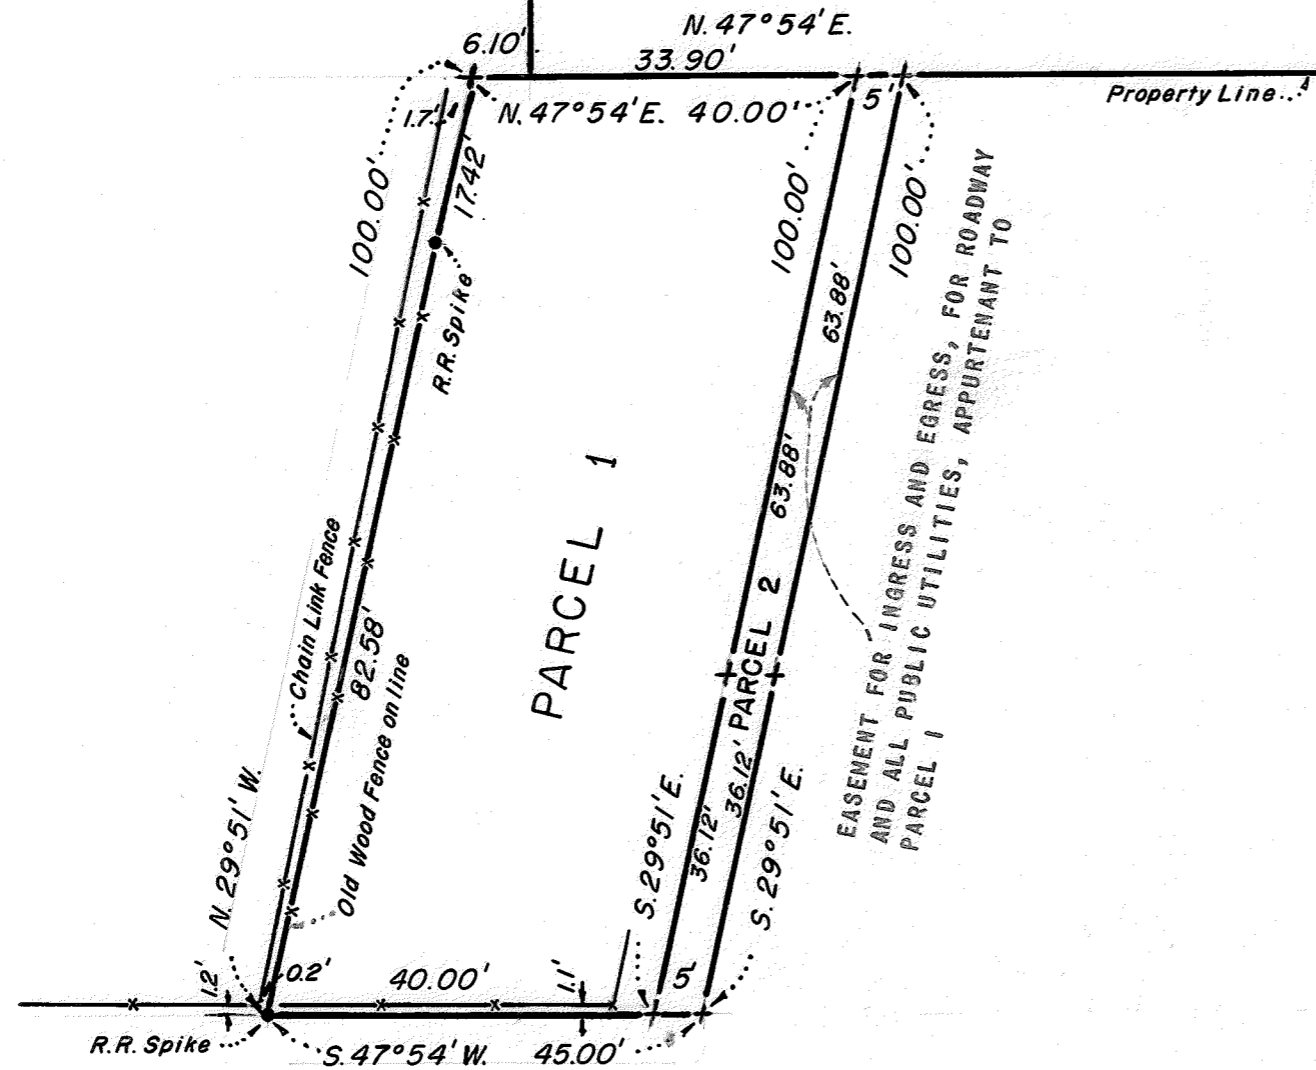 N. 47°54' E.
6.10'
33.90'
Property Line
1.7'
N. 47°54' E. 40.00'
5'
17.42'
100.00'
100.00'
100.00'
R.R. Spike
63.88'
63.88'
PARCEL 1
PARCEL 2
EASEMENT FOR INGRESS AND EGRESS, FOR ROADWAY
AND ALL PUBLIC UTILITIES, APPURTENANT TO
PARCEL 1
Chain Link Fence
82.58'
Old Wood Fence on line
N. 29°51' W.
36.12'
36.12'
S. 29°51' E.
S. 29°51' E.
1.2'
0.2'
40.00'
1.1'
5'
R.R. Spike
S. 47°54' W. 45.00'